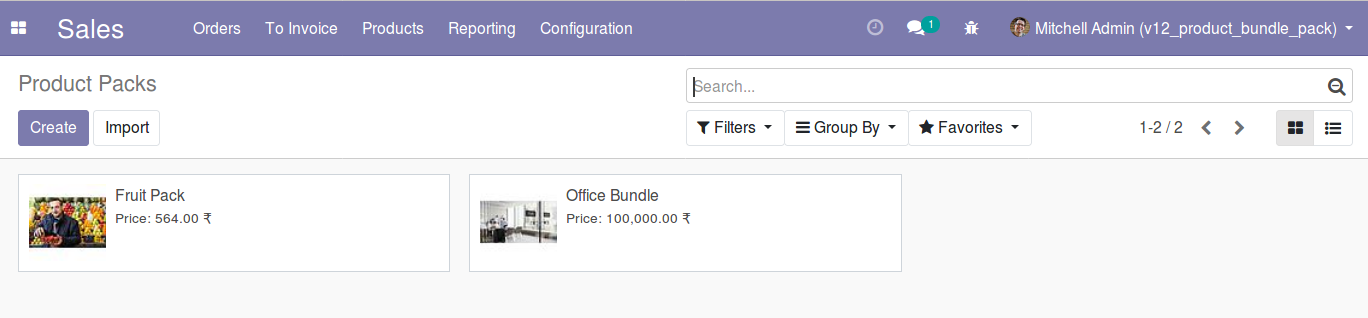 Sales Orders To Invoice Products Reporting Configuration 1 Mitchell Admin (v12_product_bundle_pack)
Product Packs
Search...
Create Import Filters Group By Favorites 1-2 / 2
Fruit Pack
Price: 564.00 ₹
Office Bundle
Price: 100,000.00 ₹